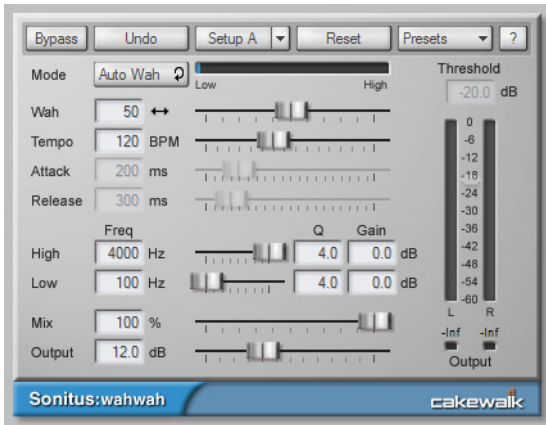 Bypass Undo Setup A Reset Presets ?
Mode Auto Wah Low High Threshold
-20.0 dB
Wah 50
Tempo 120 BPM
Attack 200 ms
Release 300 ms
Freq Q Gain
High 4000 Hz 4.0 0.0 dB
Low 100 Hz 4.0 0.0 dB
Mix 100 %
Output 12.0 dB
0
-6
-12
-18
-24
-30
-36
-42
-48
-54
-60
L R
-Inf -Inf
Output
Sonitus:wahwah cakewalk